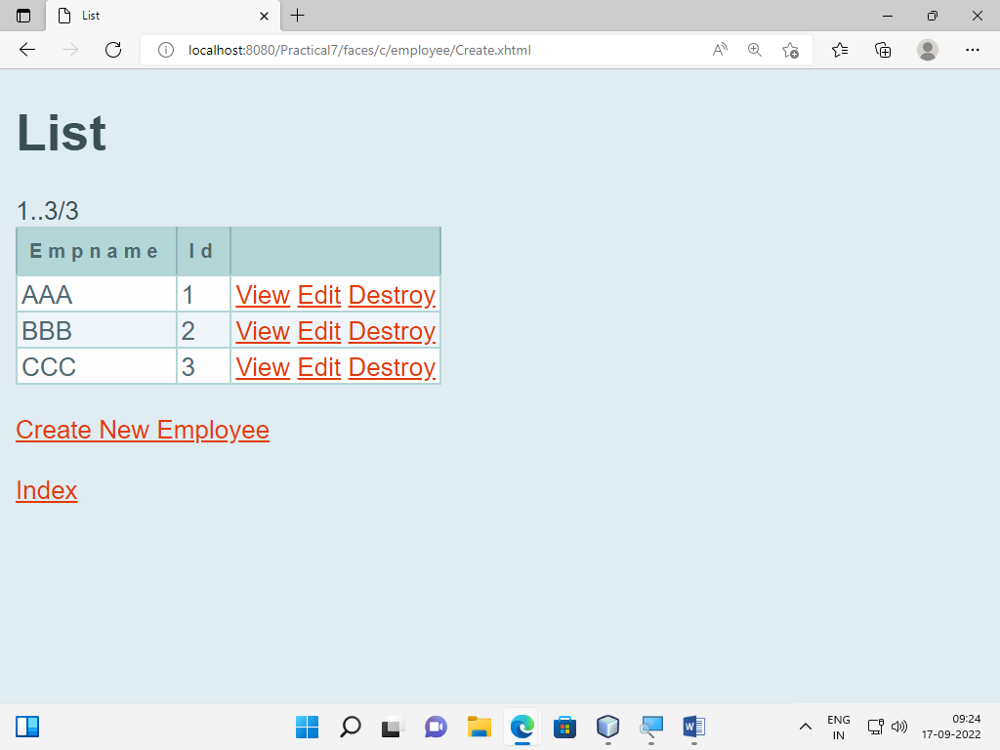 List
localhost:8080/Practical7/faces/c/employee/Create.xhtml
List
1..3/3
Empname Id
AAA 1 View Edit Destroy
BBB 2 View Edit Destroy
CCC 3 View Edit Destroy
Create New Employee
Index
ENG
IN
09:24
17-09-2022